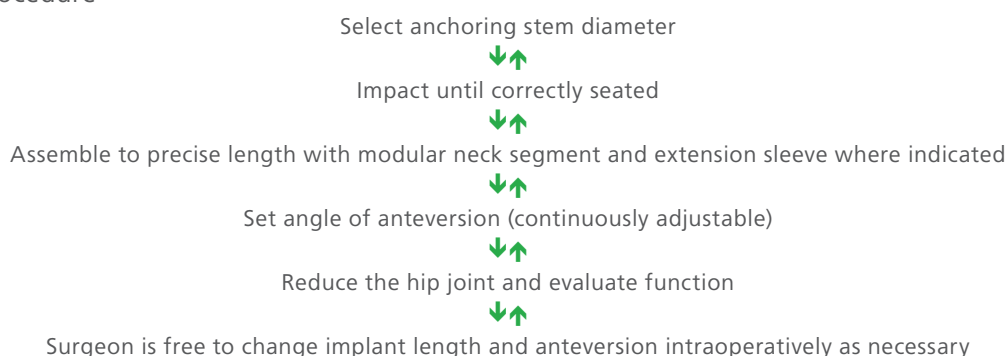 Select anchoring stem diameter
Impact until correctly seated
Assemble to precise length with modular neck segment and extension sleeve where indicated
Set angle of anteversion (continuously adjustable)
Reduce the hip joint and evaluate function
Surgeon is free to change implant length and anteversion intraoperatively as necessary